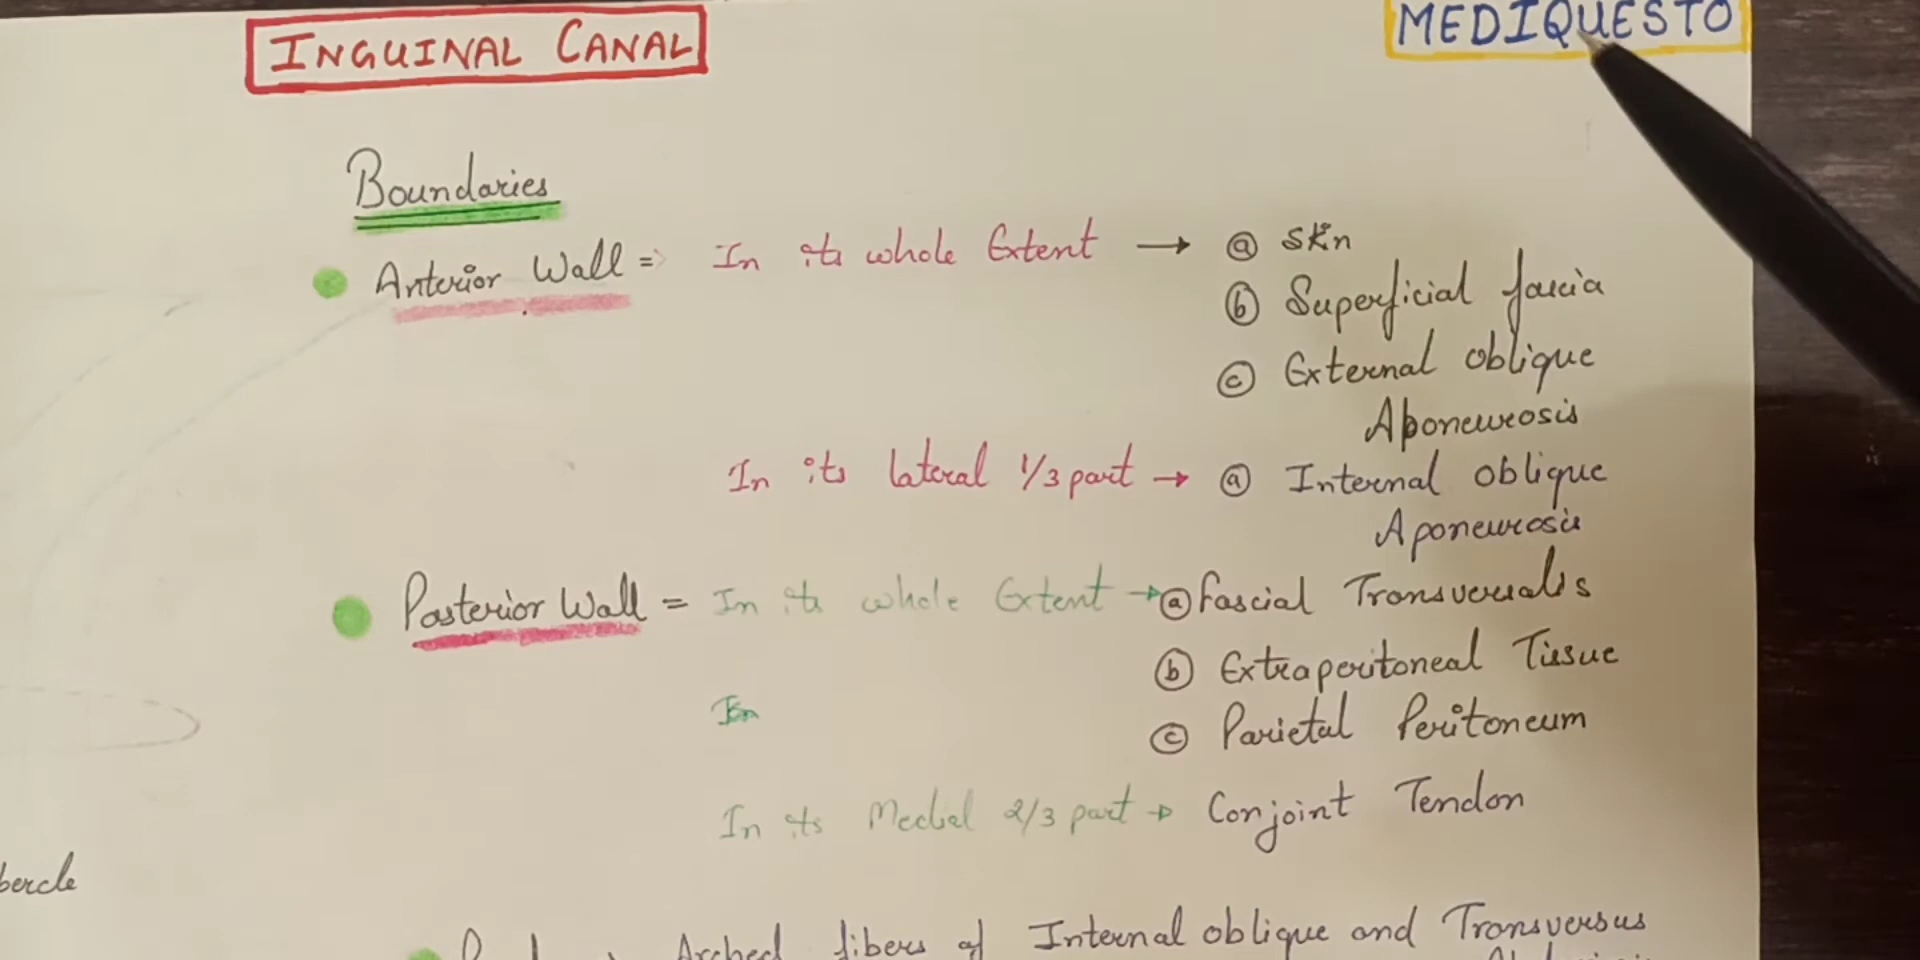 INGUINAL CANAL
MEDIQUESTO
Boundaries
Anterior Wall => In its whole Extent → ⓐ Skin
ⓑ Superficial fascia
ⓒ External oblique
Aponeurosis
In its lateral 1/3 part → ⓐ Internal oblique
Aponeurosis
Posterior Wall = In its whole Extent → ⓐ Fascial Transversalis
ⓑ Extraperitoneal Tissue
In
ⓒ Parietal Peritoneum
In its Medial 2/3 part → Conjoint Tendon
bercle
Arched fibers of Internal oblique and Transversus